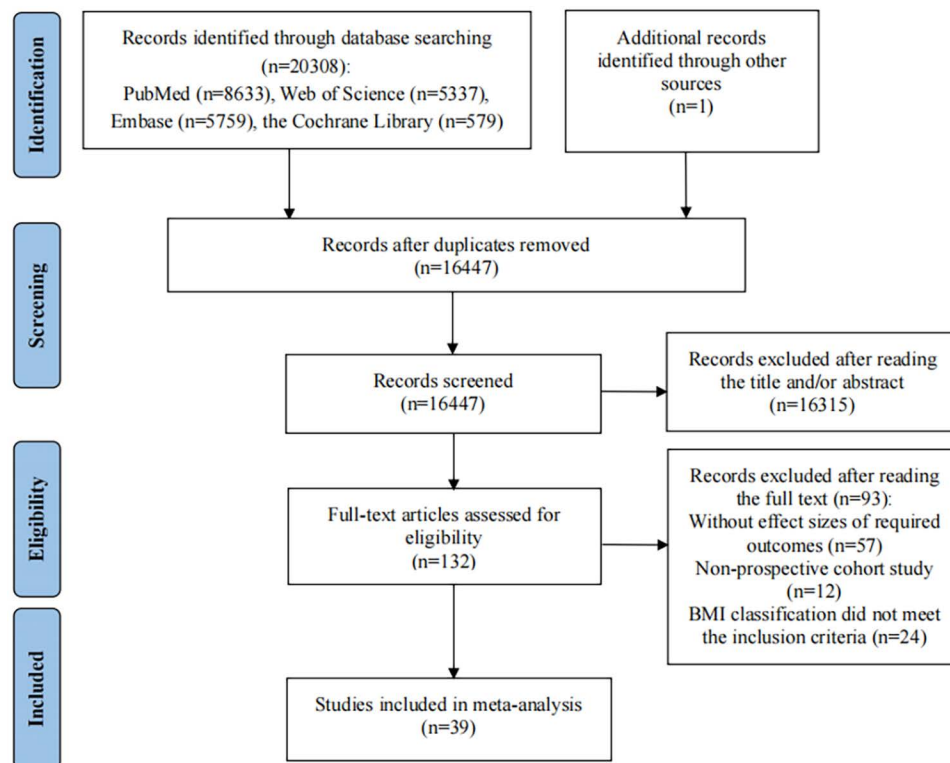 Identification
Records identified through database searching
(n=20308):
PubMed (n=8633), Web of Science (n=5337),
Embase (n=5759), the Cochrane Library (n=579)
Additional records
identified through other
sources
(n=1)
Screening
Records after duplicates removed
(n=16447)
Records screened
(n=16447)
Records excluded after reading
the title and/or abstract
(n=16315)
Eligibility
Full-text articles assessed for
eligibility
(n=132)
Records excluded after reading
the full text (n=93):
Without effect sizes of required
outcomes (n=57)
Non-prospective cohort study
(n=12)
BMI classification did not meet
the inclusion criteria (n=24)
Included
Studies included in meta-analysis
(n=39)